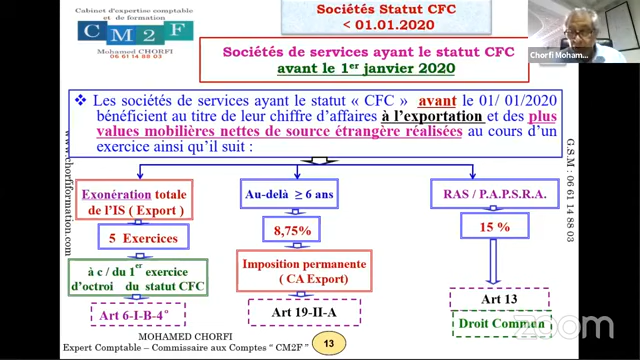 Cabinet d'expertise comptable
et de formation
CM2F
Mohamed CHORFI
06 61 14 88 03
Sociétés Statut CFC
< 01.01.2020
Chorfi Moham...
Sociétés de services ayant le statut CFC
avant le 1er janvier 2020
❖ Les sociétés de services ayant le statut « CFC » avant le 01/ 01/2020
bénéficient au titre de leur chiffre d'affaires à l'exportation et des plus
values mobilières nettes de source étrangère réalisées au cours d'un
exercice ainsi qu'il suit :
www.chorfiformation.com
G.S.M : 06 61 14 88 03
Exonération totale
de l'IS ( Export )
Au-delà ≥ 6 ans
RAS / P.A.P.S.R.A.
5 Exercices
8,75%
15 %
à c / du 1er exercice
d'octroi du statut CFC
Imposition permanente
( CA Export)
Art 6-I-B-4°
Art 19-II-A
Art 13
Droit Commun
zoom
MOHAMED CHORFI
Expert Comptable – Commissaire aux Comptes “ CM2F ”
13